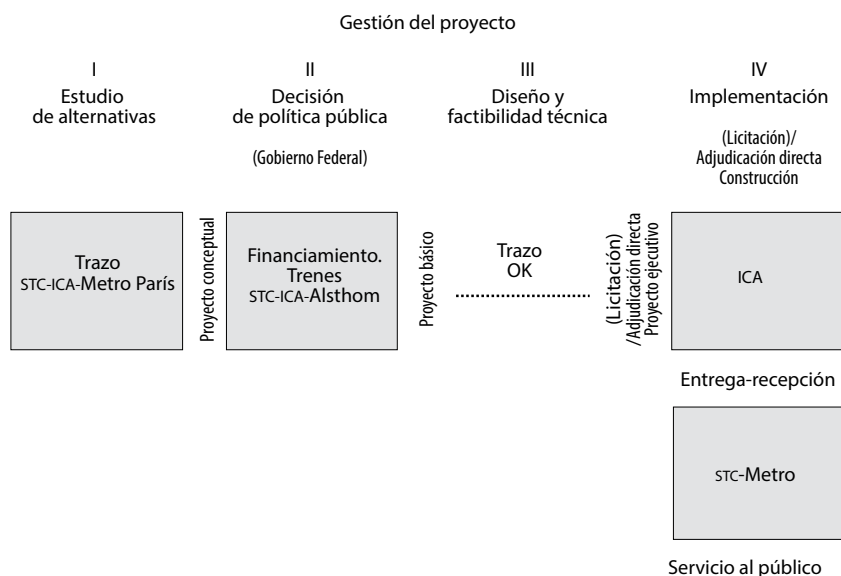 Gestión del proyecto
I
Estudio
de alternativas
II
Decisión
de política pública
(Gobierno Federal)
III
Diseño y
factibilidad técnica
IV
Implementación
(Licitación)/
Adjudicación directa
Construcción
Trazo
STC-ICA-Metro París
Proyecto conceptual
Financiamiento.
Trenes
STC-ICA-Alsthom
Proyecto básico
Trazo
OK
(Licitación)
/Adjudicación directa
Proyecto ejecutivo
ICA
Entrega-recepción
STC-Metro
Servicio al público